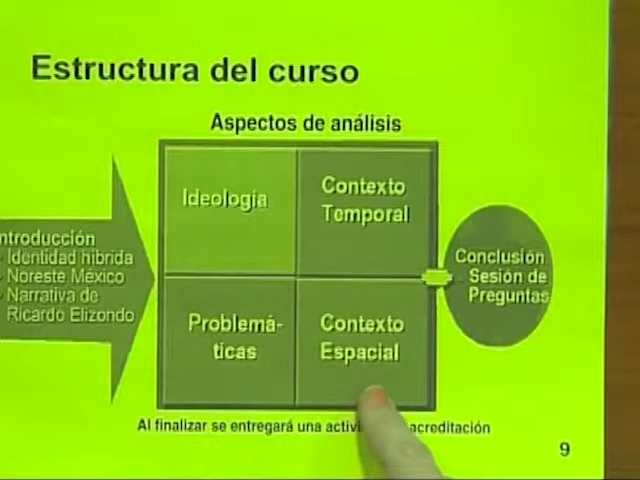 Estructura del curso
Aspectos de análisis
ntroducción
- Identidad híbrida
- Noreste México
- Narrativa de
Ricardo Elizondo
Ideología
Contexto
Temporal
Problemá-
ticas
Contexto
Espacial
Conclusión
Sesión de
Preguntas
Al finalizar se entregará una acreditación
9